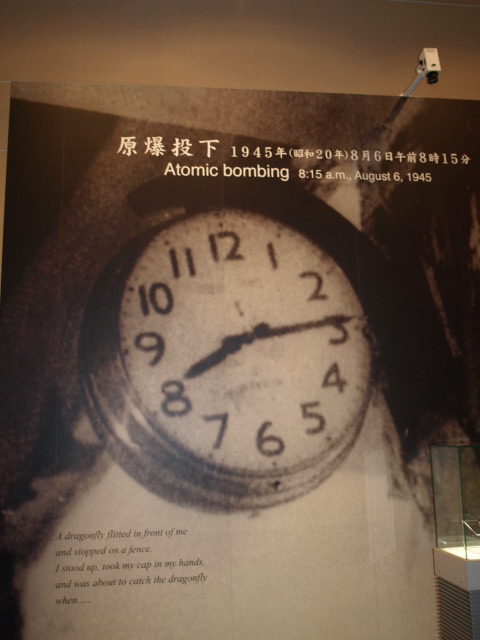 原爆投下 1945年(昭和20年)8月6日午前8時15分
Atomic bombing 8:15 a.m., August 6, 1945
12
11 1
10 2
9 3
8 4
7 5
6
A dragonfly flitted in front of me
and stopped on a fence.
I stood up, took my cap in my hands,
and was about to catch the dragonfly
when......